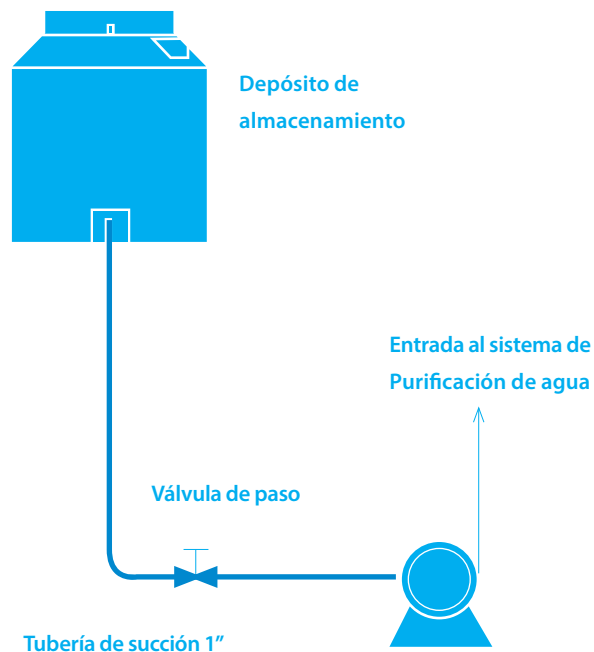 Depósito de
almacenamiento
Entrada al sistema de
Purificación de agua
Válvula de paso
Tubería de succión 1”